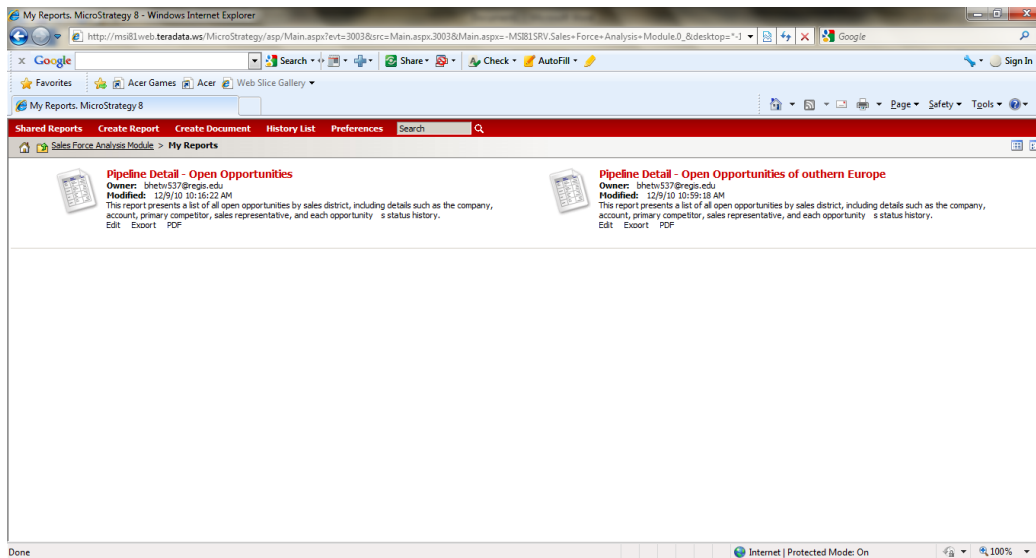 My Reports. MicroStrategy 8 - Windows Internet Explorer
http://msi81web.teradata.ws/MicroStrategy/asp/Main.aspx?evt=3003&src=Main.aspx.3003&Main.aspx=-MSIB1SRV.Sales+Force+Analysis+Module.0_&desktop=*-1
Google
x Google Search Share Check AutoFill Sign In
Favorites Acer Games Acer Web Slice Gallery
My Reports. MicroStrategy 8 Page Safety Tools
Shared Reports Create Report Create Document History List Preferences Search
Sales Force Analysis Module > My Reports
Pipeline Detail - Open Opportunities
Owner: bhetw537@regis.edu
Modified: 12/9/10 10:16:22 AM
This report presents a list of all open opportunities by sales district, including details such as the company,
account, primary competitor, sales representative, and each opportunity s status history.
Edit Export PDF
Pipeline Detail - Open Opportunities of outhern Europe
Owner: bhetw537@regis.edu
Modified: 12/9/10 10:59:18 AM
This report presents a list of all open opportunities by sales district, including details such as the company,
account, primary competitor, sales representative, and each opportunity s status history.
Edit Export PDF
Done Internet | Protected Mode: On 100%